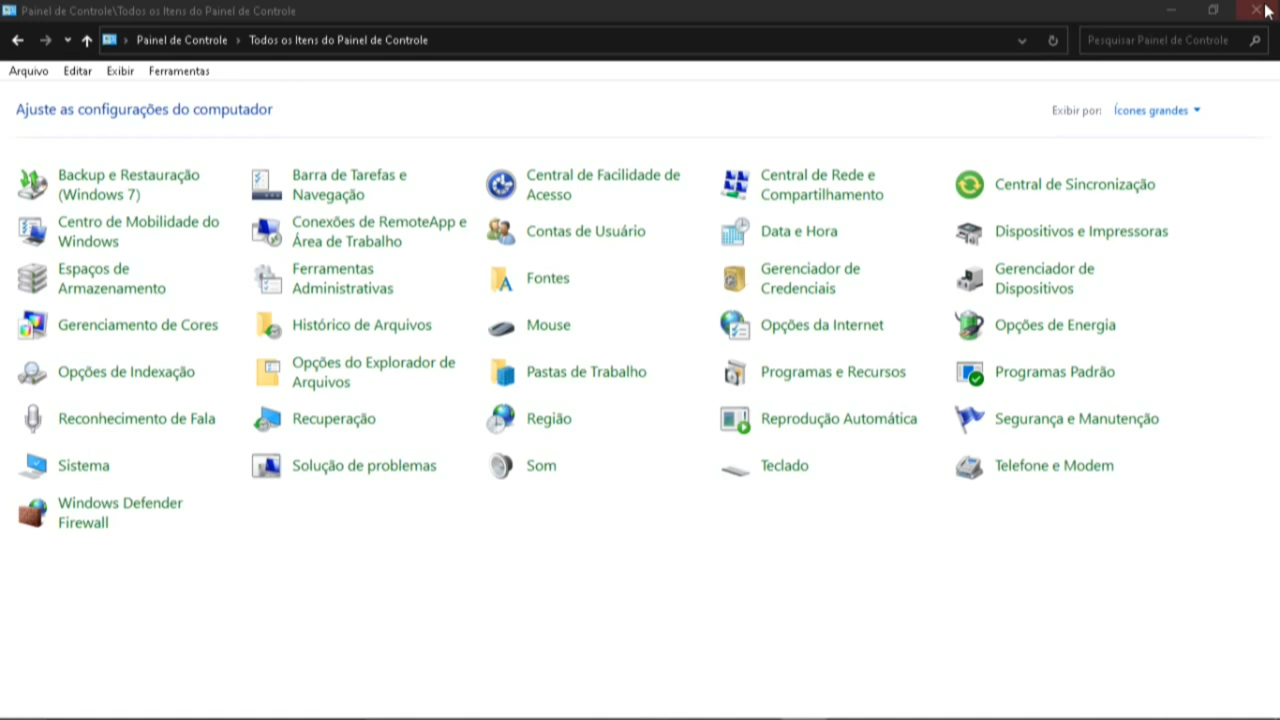 Painel de Controle\Todos os Itens do Painel de Controle
Painel de Controle › Todos os Itens do Painel de Controle
Pesquisar Painel de Controle
Arquivo Editar Exibir Ferramentas
Ajuste as configurações do computador
Exibir por: Ícones grandes
Backup e Restauração
(Windows 7)
Barra de Tarefas e
Navegação
Central de Facilidade de
Acesso
Central de Rede e
Compartilhamento
Central de Sincronização
Centro de Mobilidade do
Windows
Conexões de RemoteApp e
Área de Trabalho
Contas de Usuário
Data e Hora
Dispositivos e Impressoras
Espaços de
Armazenamento
Ferramentas
Administrativas
Fontes
Gerenciador de
Credenciais
Gerenciador de
Dispositivos
Gerenciamento de Cores
Histórico de Arquivos
Mouse
Opções da Internet
Opções de Energia
Opções de Indexação
Opções do Explorador de
Arquivos
Pastas de Trabalho
Programas e Recursos
Programas Padrão
Reconhecimento de Fala
Recuperação
Região
Reprodução Automática
Segurança e Manutenção
Sistema
Solução de problemas
Som
Teclado
Telefone e Modem
Windows Defender
Firewall